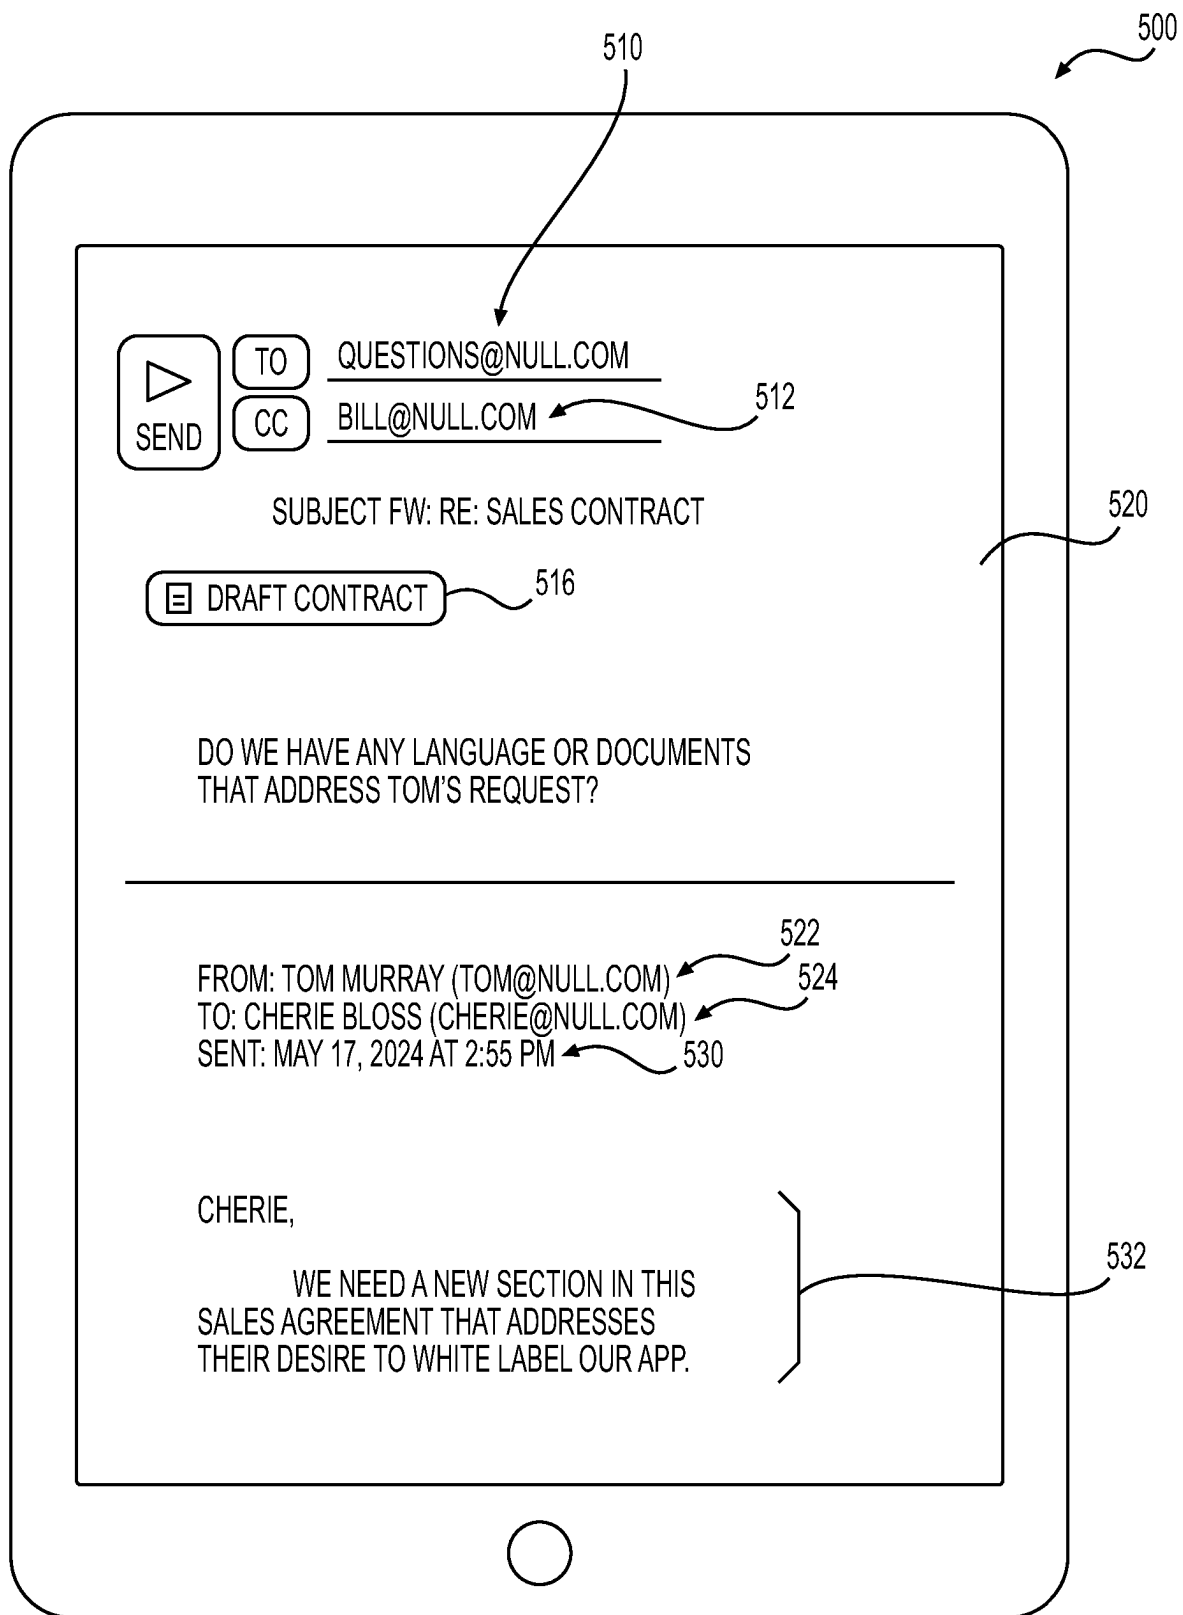 500
510
TO QUESTIONS@NULL.COM
CC BILL@NULL.COM 512
SEND
SUBJECT FW: RE: SALES CONTRACT
520
DRAFT CONTRACT 516
DO WE HAVE ANY LANGUAGE OR DOCUMENTS
THAT ADDRESS TOM'S REQUEST?
522
FROM: TOM MURRAY (TOM@NULL.COM)
524
TO: CHERIE BLOSS (CHERIE@NULL.COM)
SENT: MAY 17, 2024 AT 2:55 PM 530
CHERIE,
532
WE NEED A NEW SECTION IN THIS
SALES AGREEMENT THAT ADDRESSES
THEIR DESIRE TO WHITE LABEL OUR APP.